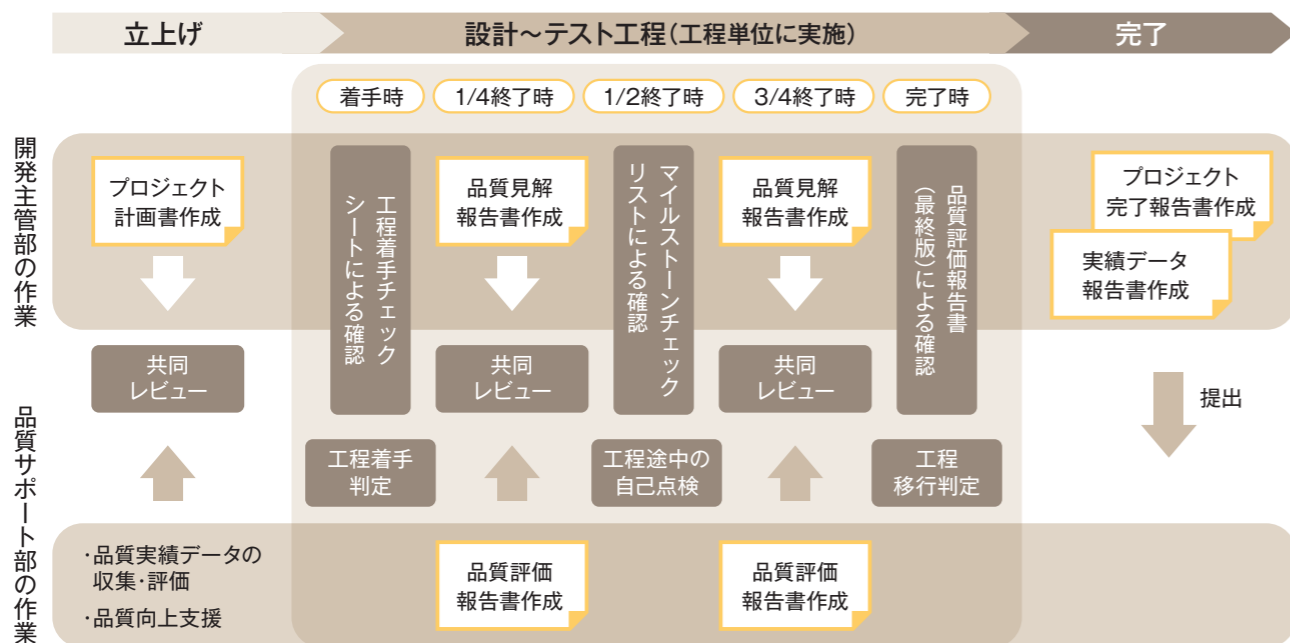 立上げ
設計～テスト工程(工程単位に実施)
完了
着手時
1/4終了時
1/2終了時
3/4終了時
完了時
開発主管部の作業
プロジェクト
計画書作成
工程着手チェック
シートによる確認
品質見解
報告書作成
マイルストーンチェック
リストによる確認
品質見解
報告書作成
品質評価報告書
(最終版)による確認
プロジェクト
完了報告書作成
実績データ
報告書作成
共同
レビュー
共同
レビュー
共同
レビュー
提出
品質サポート部の作業
工程着手
判定
工程途中の
自己点検
工程
移行判定
・品質実績データの
収集・評価
・品質向上支援
品質評価
報告書作成
品質評価
報告書作成